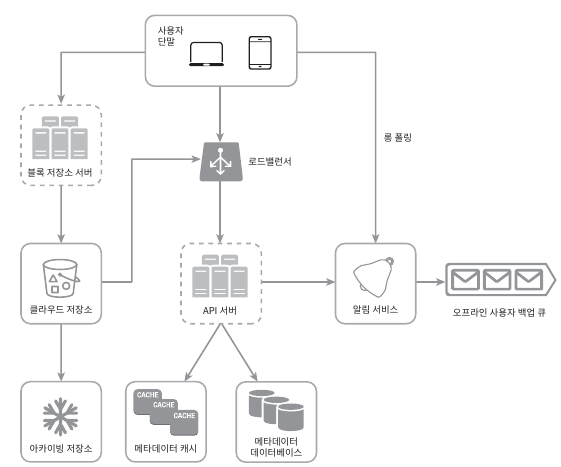 사용자
단말
롱 폴링
블록 저장소 서버
로드밸런서
클라우드 저장소
API 서버
알림 서비스
오프라인 사용자 백업 큐
아카이빙 저장소
CACHE
CACHE
CACHE
메타데이터 캐시
메타데이터
데이터베이스